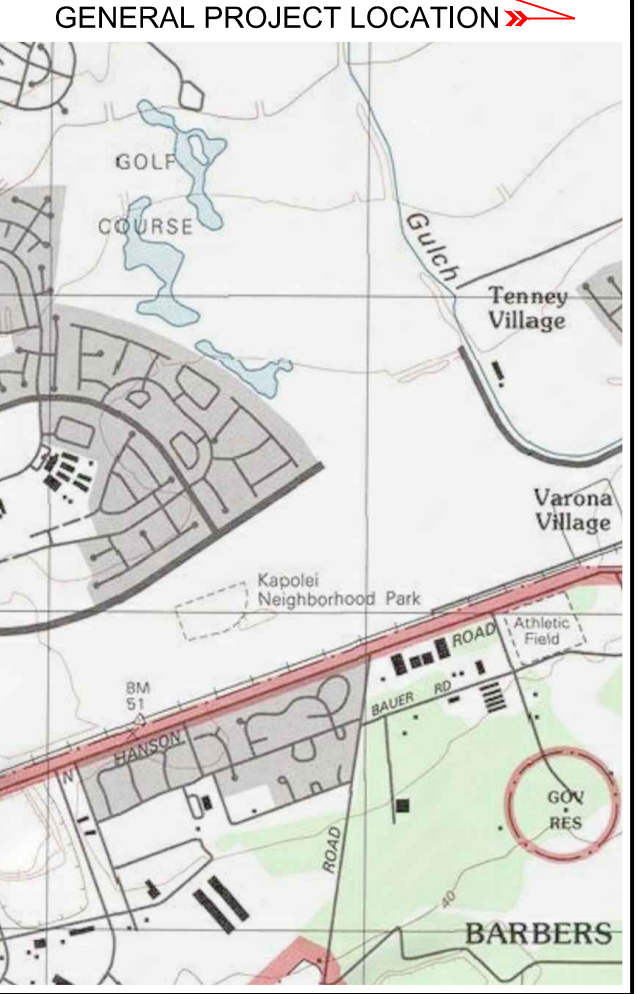 GENERAL PROJECT LOCATION
GOLF
COURSE
Gulch
Tenney
Village
Varona
Village
Kapolei
Neighborhood Park
Athletic
Field
ROAD
BM
51
BAUER RD
HANSON
N
GOV
RES
ROAD
40
BARBERS